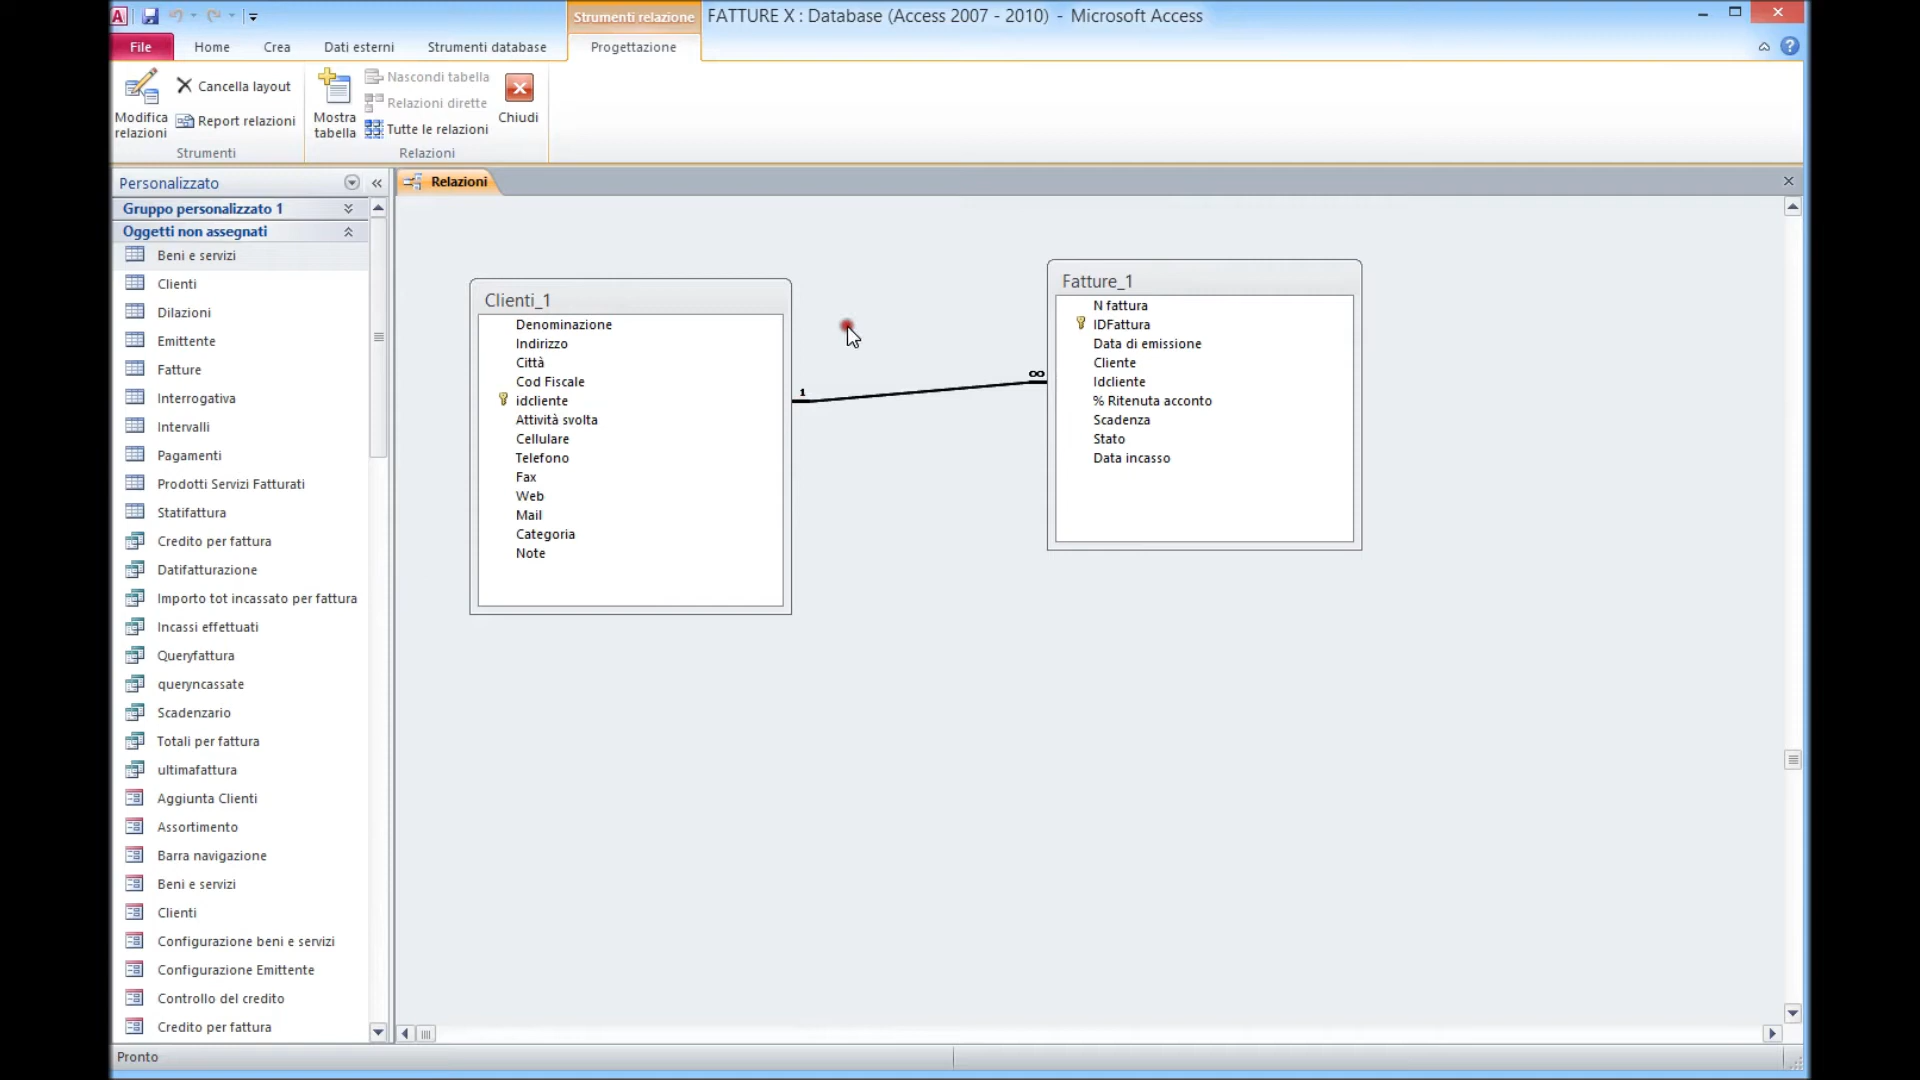 Strumenti relazione
FATTURE X : Database (Access 2007 - 2010) - Microsoft Access
File
Home
Crea
Dati esterni
Strumenti database
Progettazione
Modifica
relazioni
Cancella layout
Report relazioni
Strumenti
Mostra
tabella
Nascondi tabella
Relazioni dirette
Tutte le relazioni
Chiudi
Relazioni
Personalizzato
Gruppo personalizzato 1
Oggetti non assegnati
Beni e servizi
Clienti
Dilazioni
Emittente
Fatture
Interrogativa
Intervalli
Pagamenti
Prodotti Servizi Fatturati
Statifattura
Credito per fattura
Datifatturazione
Importo tot incassato per fattura
Incassi effettuati
Queryfattura
queryncassate
Scadenzario
Totali per fattura
ultimafattura
Aggiunta Clienti
Assortimento
Barra navigazione
Beni e servizi
Clienti
Configurazione beni e servizi
Configurazione Emittente
Controllo del credito
Credito per fattura
Relazioni
Clienti_1
Denominazione
Indirizzo
Città
Cod Fiscale
idcliente
Attività svolta
Cellulare
Telefono
Fax
Web
Mail
Categoria
Note
1
∞
Fatture_1
N fattura
IDFattura
Data di emissione
Cliente
Idcliente
% Ritenuta acconto
Scadenza
Stato
Data incasso
Pronto